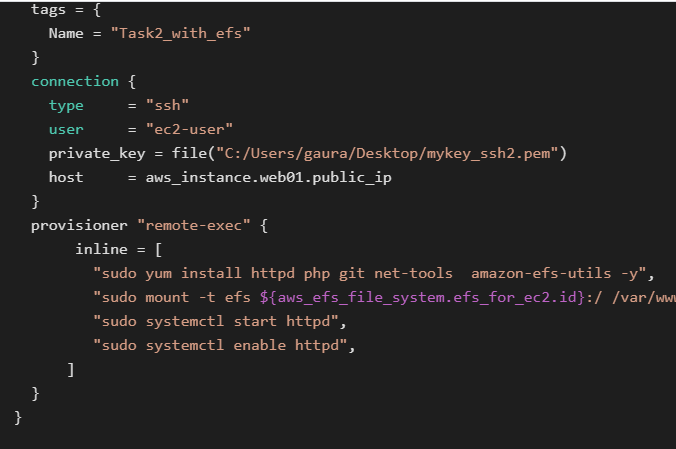 tags = {
Name = "Task2_with_efs"
}
connection {
type = "ssh"
user = "ec2-user"
private_key = file("C:/Users/gaura/Desktop/mykey_ssh2.pem")
host = aws_instance.web01.public_ip
}
provisioner "remote-exec" {
inline = [
"sudo yum install httpd php git net-tools  amazon-efs-utils -y",
"sudo mount -t efs ${aws_efs_file_system.efs_for_ec2.id}:/ /var/www
"sudo systemctl start httpd",
"sudo systemctl enable httpd",
]
}
}